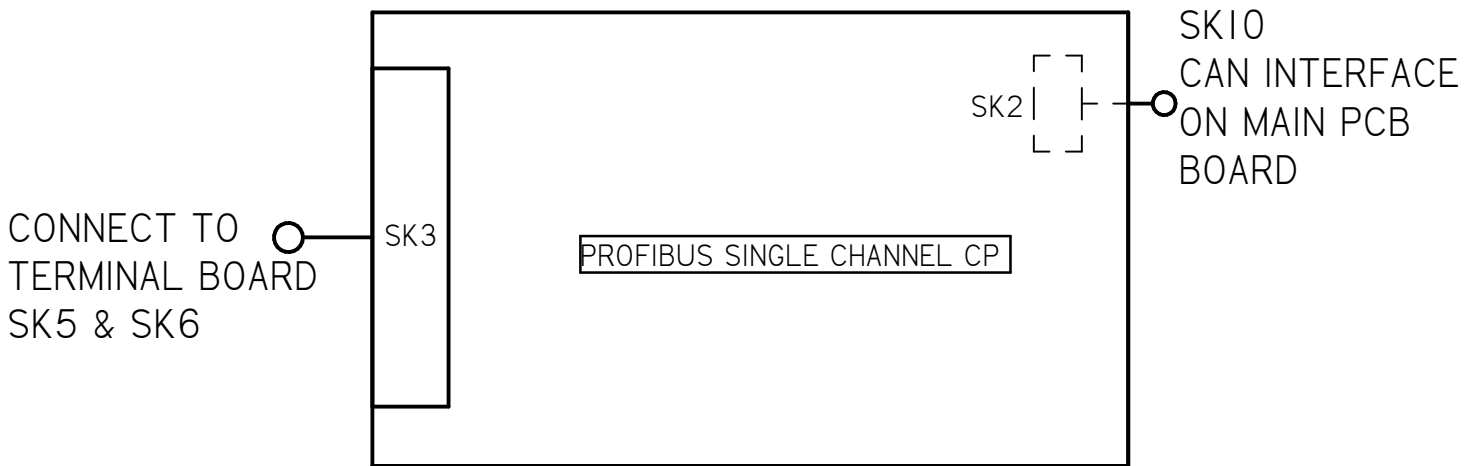 SK10
CAN INTERFACE
ON MAIN PCB
BOARD
SK2
CONNECT TO
TERMINAL BOARD
SK5 & SK6
SK3
PROFIBUS SINGLE CHANNEL CP